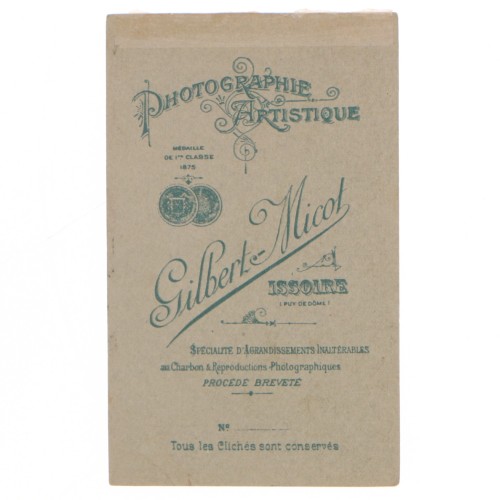 PHOTOGRAPHIE
ARTISTIQUE
MÉDAILLE
DE 1RE CLASSE
1875
Gilbert-Micot
ISSOIRE
(PUY DE DÔME)
SPÉCIALITÉ D'AGRANDISSEMENTS INALTÉRABLES
au Charbon & Reproductions Photographiques
PROCÉDÉ BREVETÉ
No
Tous les Clichés sont conservés